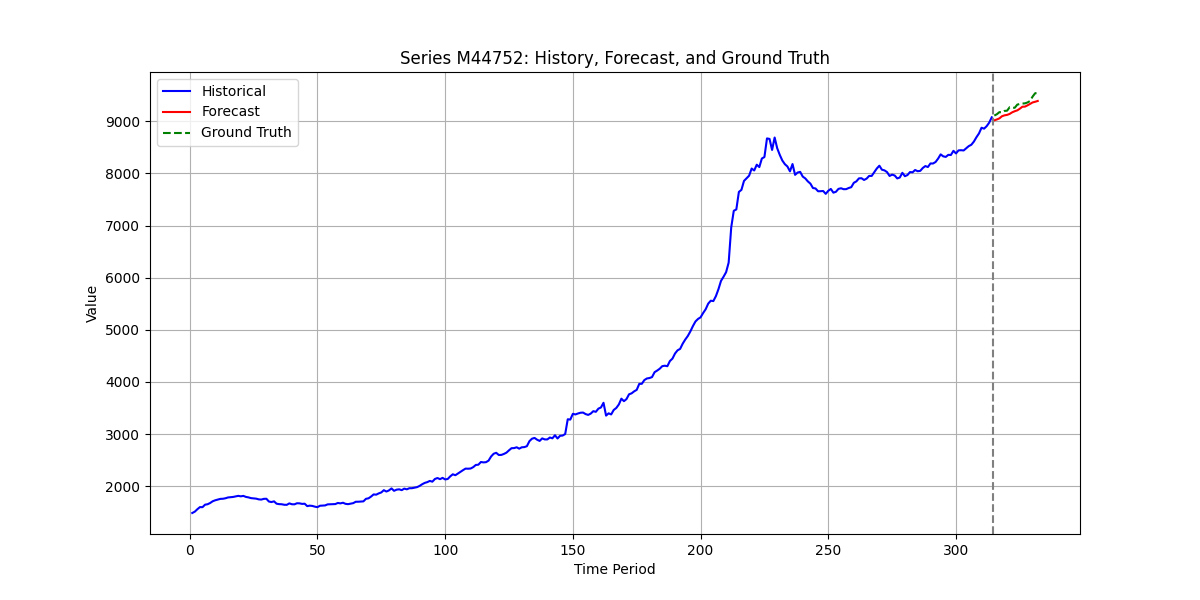 Series M44752: History, Forecast, and Ground Truth
Historical
Forecast
Ground Truth
9000
8000
7000
6000
5000
4000
3000
2000
Value
0 50 100 150 200 250 300
Time Period